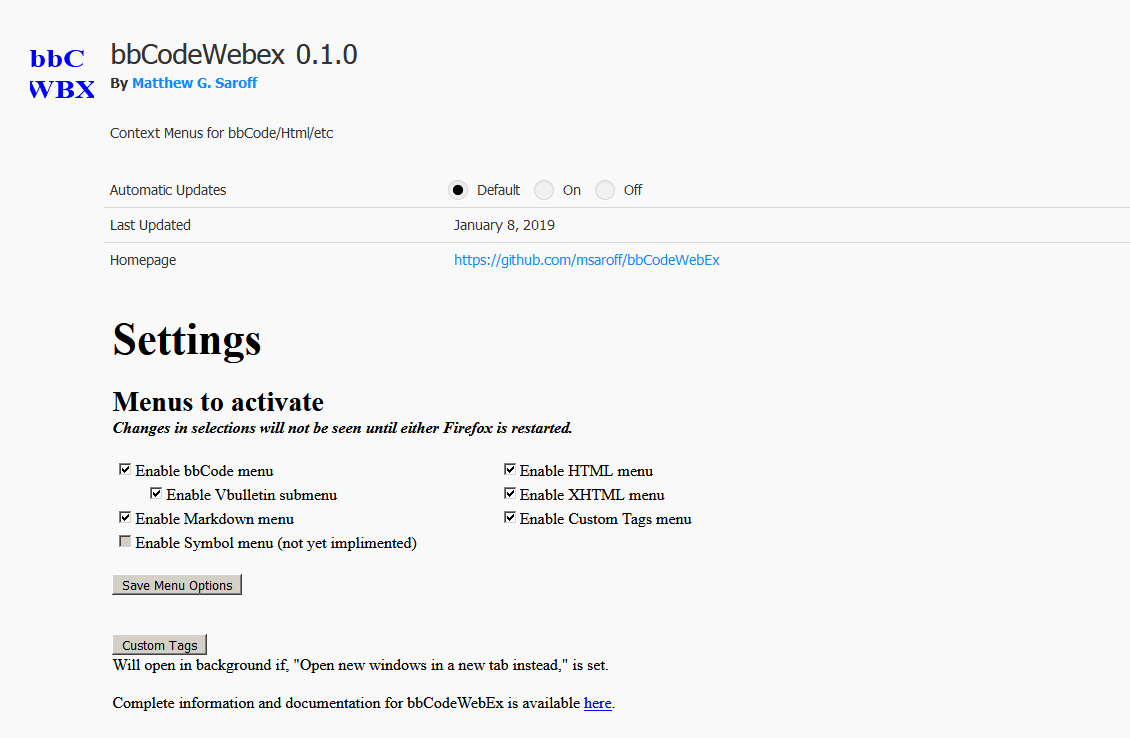 bbC
WBX
bbCodeWebex 0.1.0
By Matthew G. Saroff
Context Menus for bbCode/Html/etc
Automatic Updates Default On Off
Last Updated January 8, 2019
Homepage https://github.com/msaroff/bbCodeWebEx
Settings
Menus to activate
Changes in selections will not be seen until either Firefox is restarted.
Enable bbCode menu Enable HTML menu
Enable Vbulletin submenu Enable XHTML menu
Enable Markdown menu Enable Custom Tags menu
Enable Symbol menu (not yet implimented)
Save Menu Options
Custom Tags
Will open in background if, "Open new windows in a new tab instead," is set.
Complete information and documentation for bbCodeWebEx is available here.